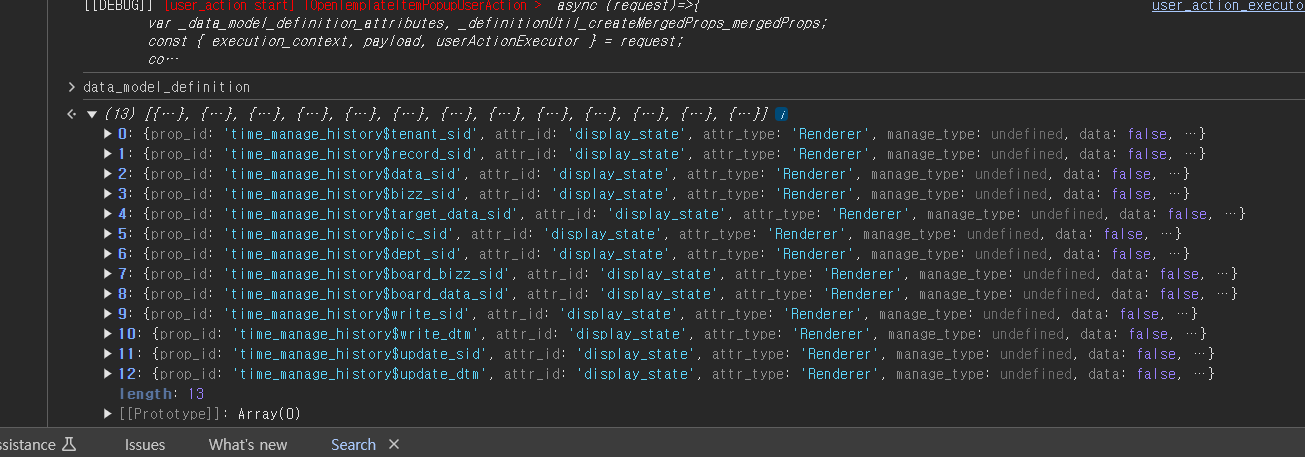 [[DEBUG]] [user_action start] IOpenTemplateItemPopupUserAction > async (request)=>{ user_action_executo
var _data_model_definition_attributes, _definitionUtil_createMergedProps_mergedProps;
const { execution_context, payload, userActionExecutor } = request;
co…
> data_model_definition
(13) [{…}, {…}, {…}, {…}, {…}, {…}, {…}, {…}, {…}, {…}, {…}, {…}, {…}] i
0: {prop_id: 'time_manage_history$tenant_sid', attr_id: 'display_state', attr_type: 'Renderer', manage_type: undefined, data: false, …}
1: {prop_id: 'time_manage_history$record_sid', attr_id: 'display_state', attr_type: 'Renderer', manage_type: undefined, data: false, …}
2: {prop_id: 'time_manage_history$data_sid', attr_id: 'display_state', attr_type: 'Renderer', manage_type: undefined, data: false, …}
3: {prop_id: 'time_manage_history$bizz_sid', attr_id: 'display_state', attr_type: 'Renderer', manage_type: undefined, data: false, …}
4: {prop_id: 'time_manage_history$target_data_sid', attr_id: 'display_state', attr_type: 'Renderer', manage_type: undefined, data: false, …}
5: {prop_id: 'time_manage_history$pic_sid', attr_id: 'display_state', attr_type: 'Renderer', manage_type: undefined, data: false, …}
6: {prop_id: 'time_manage_history$dept_sid', attr_id: 'display_state', attr_type: 'Renderer', manage_type: undefined, data: false, …}
7: {prop_id: 'time_manage_history$board_bizz_sid', attr_id: 'display_state', attr_type: 'Renderer', manage_type: undefined, data: false, …}
8: {prop_id: 'time_manage_history$board_data_sid', attr_id: 'display_state', attr_type: 'Renderer', manage_type: undefined, data: false, …}
9: {prop_id: 'time_manage_history$write_sid', attr_id: 'display_state', attr_type: 'Renderer', manage_type: undefined, data: false, …}
10: {prop_id: 'time_manage_history$write_dtm', attr_id: 'display_state', attr_type: 'Renderer', manage_type: undefined, data: false, …}
11: {prop_id: 'time_manage_history$update_sid', attr_id: 'display_state', attr_type: 'Renderer', manage_type: undefined, data: false, …}
12: {prop_id: 'time_manage_history$update_dtm', attr_id: 'display_state', attr_type: 'Renderer', manage_type: undefined, data: false, …}
length: 13
[[Prototype]]: Array(0)
ssistance Issues What's new Search ×